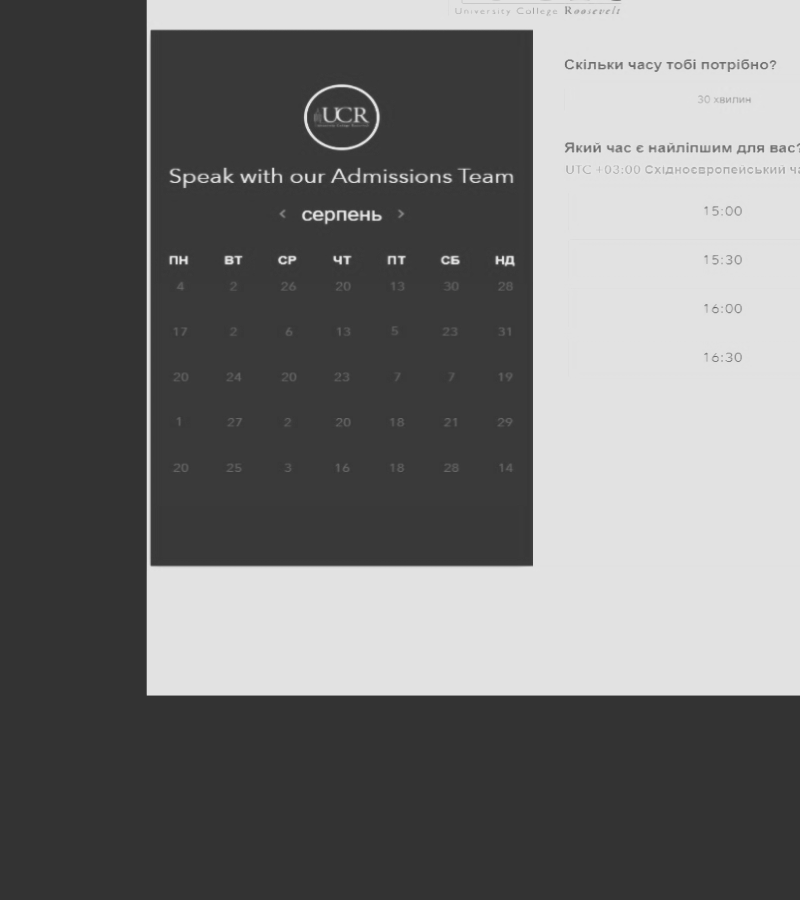 University College Roosevelt
UCR
Speak with our Admissions Team
‹ серпень ›
ПН ВТ СР ЧТ ПТ СБ НД
4 2 26 20 13 30 28
17 2 6 13 5 23 31
20 24 20 23 7 7 19
1 27 2 20 18 21 29
20 25 3 16 18 28 14
Скільки часу тобі потрібно?
30 хвилин
Який час є найліпшим для вас?
UTC +03:00 Східноєвропейський ча
15:00
15:30
16:00
16:30